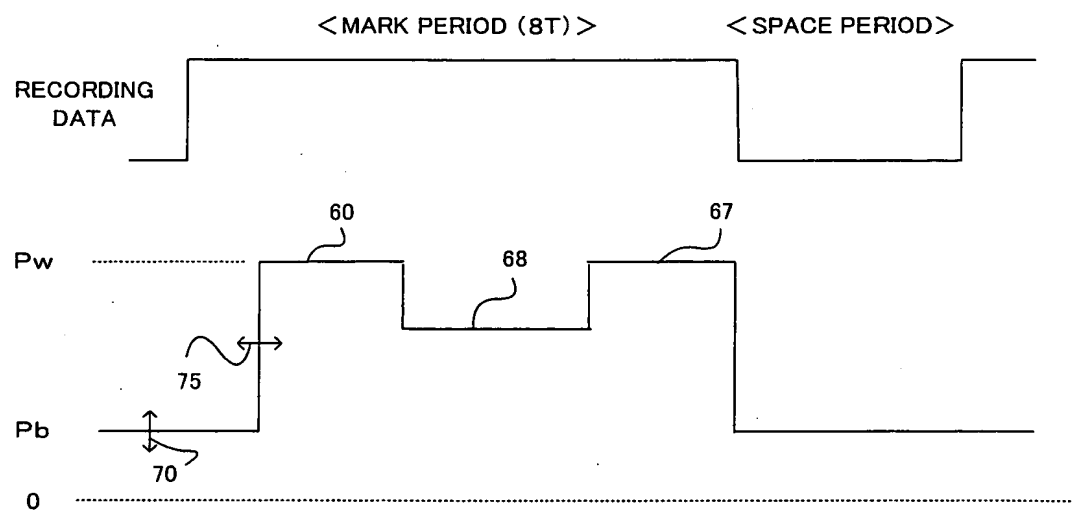 <MARK PERIOD (8T)> <SPACE PERIOD>
RECORDING
DATA
60
67
Pw
68
75
Pb
70
0